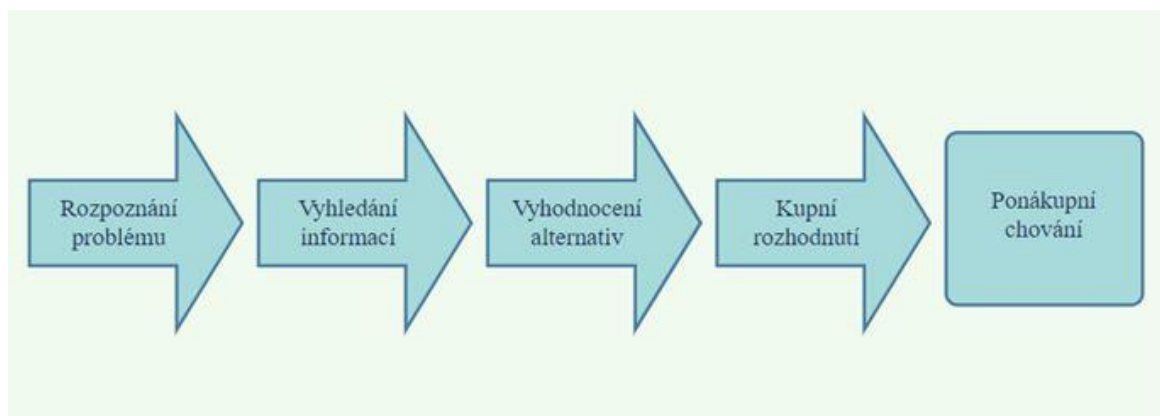 Rozpoznání
problému
Vyhledání
informací
Vyhodnocení
alternativ
Kupní
rozhodnutí
Ponákupní
chování